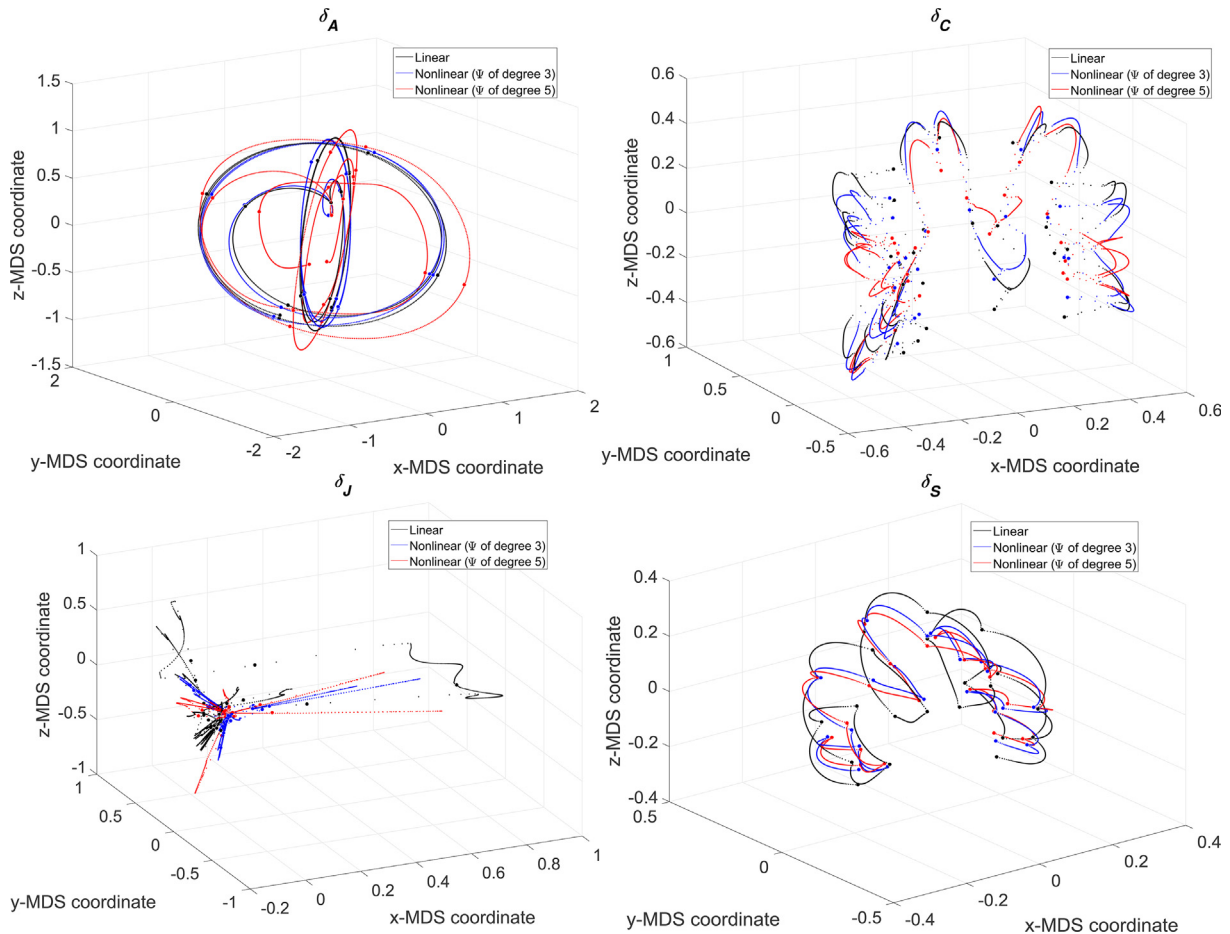 δ_A
Linear
Nonlinear (Ψ of degree 3)
Nonlinear (Ψ of degree 5)
z-MDS coordinate
1.5
1
0.5
0
-0.5
-1
-1.5
2
0
-2
y-MDS coordinate
-2
-1
0
1
2
x-MDS coordinate
δ_C
Linear
Nonlinear (Ψ of degree 3)
Nonlinear (Ψ of degree 5)
z-MDS coordinate
0.6
0.4
0.2
0
-0.2
-0.4
-0.6
1
0.5
0
-0.5
y-MDS coordinate
-0.6
-0.4
-0.2
0
0.2
0.4
0.6
x-MDS coordinate
δ_J
Linear
Nonlinear (Ψ of degree 3)
Nonlinear (Ψ of degree 5)
z-MDS coordinate
1
0.5
0
-0.5
-1
1
0.5
0
-0.5
-1
y-MDS coordinate
-0.2
0
0.2
0.4
0.6
0.8
1
x-MDS coordinate
δ_S
Linear
Nonlinear (Ψ of degree 3)
Nonlinear (Ψ of degree 5)
z-MDS coordinate
0.4
0.2
0
-0.2
-0.4
0.5
0
-0.5
y-MDS coordinate
-0.4
-0.2
0
0.2
0.4
x-MDS coordinate